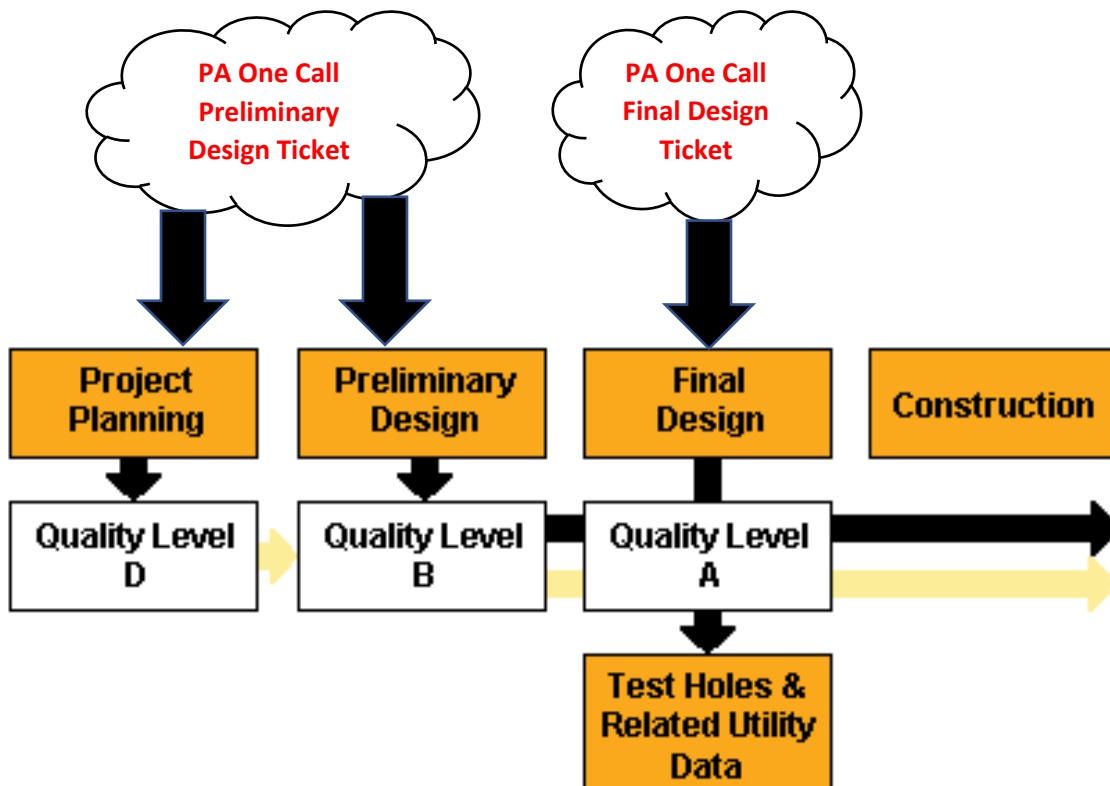 PA One Call
Preliminary
Design Ticket
PA One Call
Final Design
Ticket
Project
Planning
Preliminary
Design
Final
Design
Construction
Quality Level
D
Quality Level
B
Quality Level
A
Test Holes &
Related Utility
Data